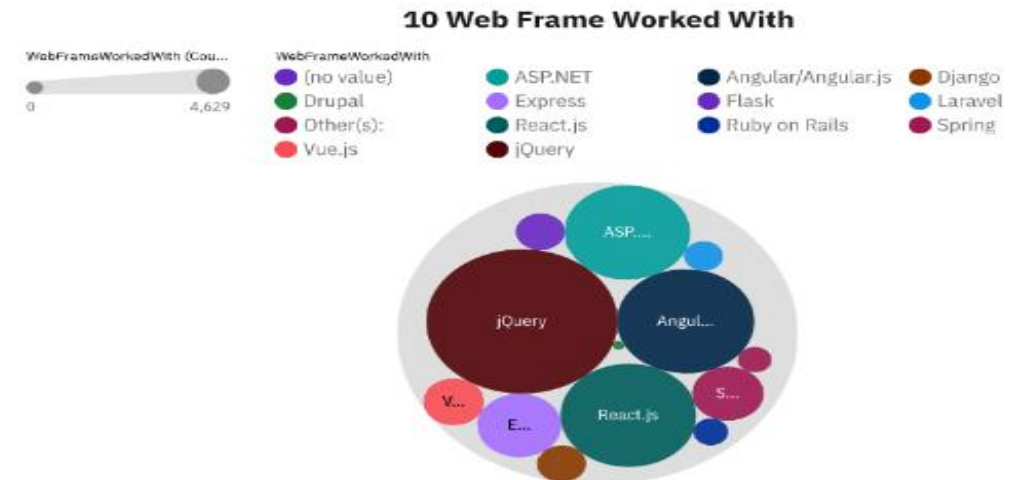 10 Web Frame Worked With
WebFrameWorkedWith (Cou...
0
4,629
WebFrameWorkedWith
(no value)
ASP.NET
Angular/Angular.js
Django
Drupal
Express
Flask
Laravel
Other(s):
React.js
Ruby on Rails
Spring
Vue.js
jQuery
ASP....
jQuery
Angul...
S...
V...
React.js
E...